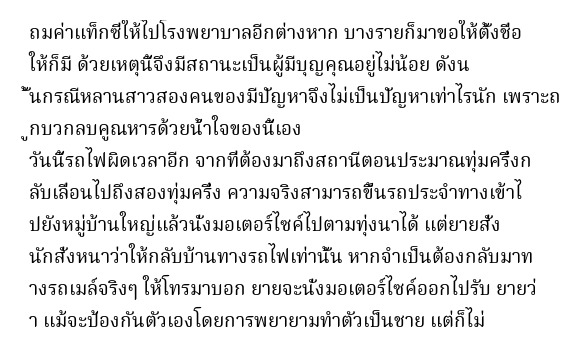 ถมค่าแท็กซี่ให้ไปโรงพยาบาลอีกต่างหาก บางรายก็มาขอให้ตั้งชื่อ
ให้ก็มี ด้วยเหตุนี้จึงมีสถานะเป็นผู้มีบุญคุณอยู่ไม่น้อย ดังน
ั้นกรณีหลานสาวสองคนของมีปัญหาจึงไม่เป็นปัญหาเท่าไรนัก เพราะถ
ูกบวกลบคูณหารด้วยน้ำใจของนี้เอง
วันนี้รถไฟผิดเวลาอีก จากที่ต้องมาถึงสถานีตอนประมาณทุ่มครึ่งก
ลับเลื่อนไปถึงสองทุ่มครึ่ง ความจริงสามารถขึ้นรถประจำทางเข้าไ
ปยังหมู่บ้านใหญ่แล้วนั่งมอเตอร์ไซค์ไปตามทุ่งนาได้ แต่ยายสั่ง
นักสั่งหนาว่าให้กลับบ้านทางรถไฟเท่านั้น หากจำเป็นต้องกลับมาท
างรถเมล์จริงๆ ให้โทรมาบอก ยายจะนั่งมอเตอร์ไซค์ออกไปรับ ยายว่
า แม้จะป้องกันตัวเองโดยการพยายามทำตัวเป็นชาย แต่ก็ไม่